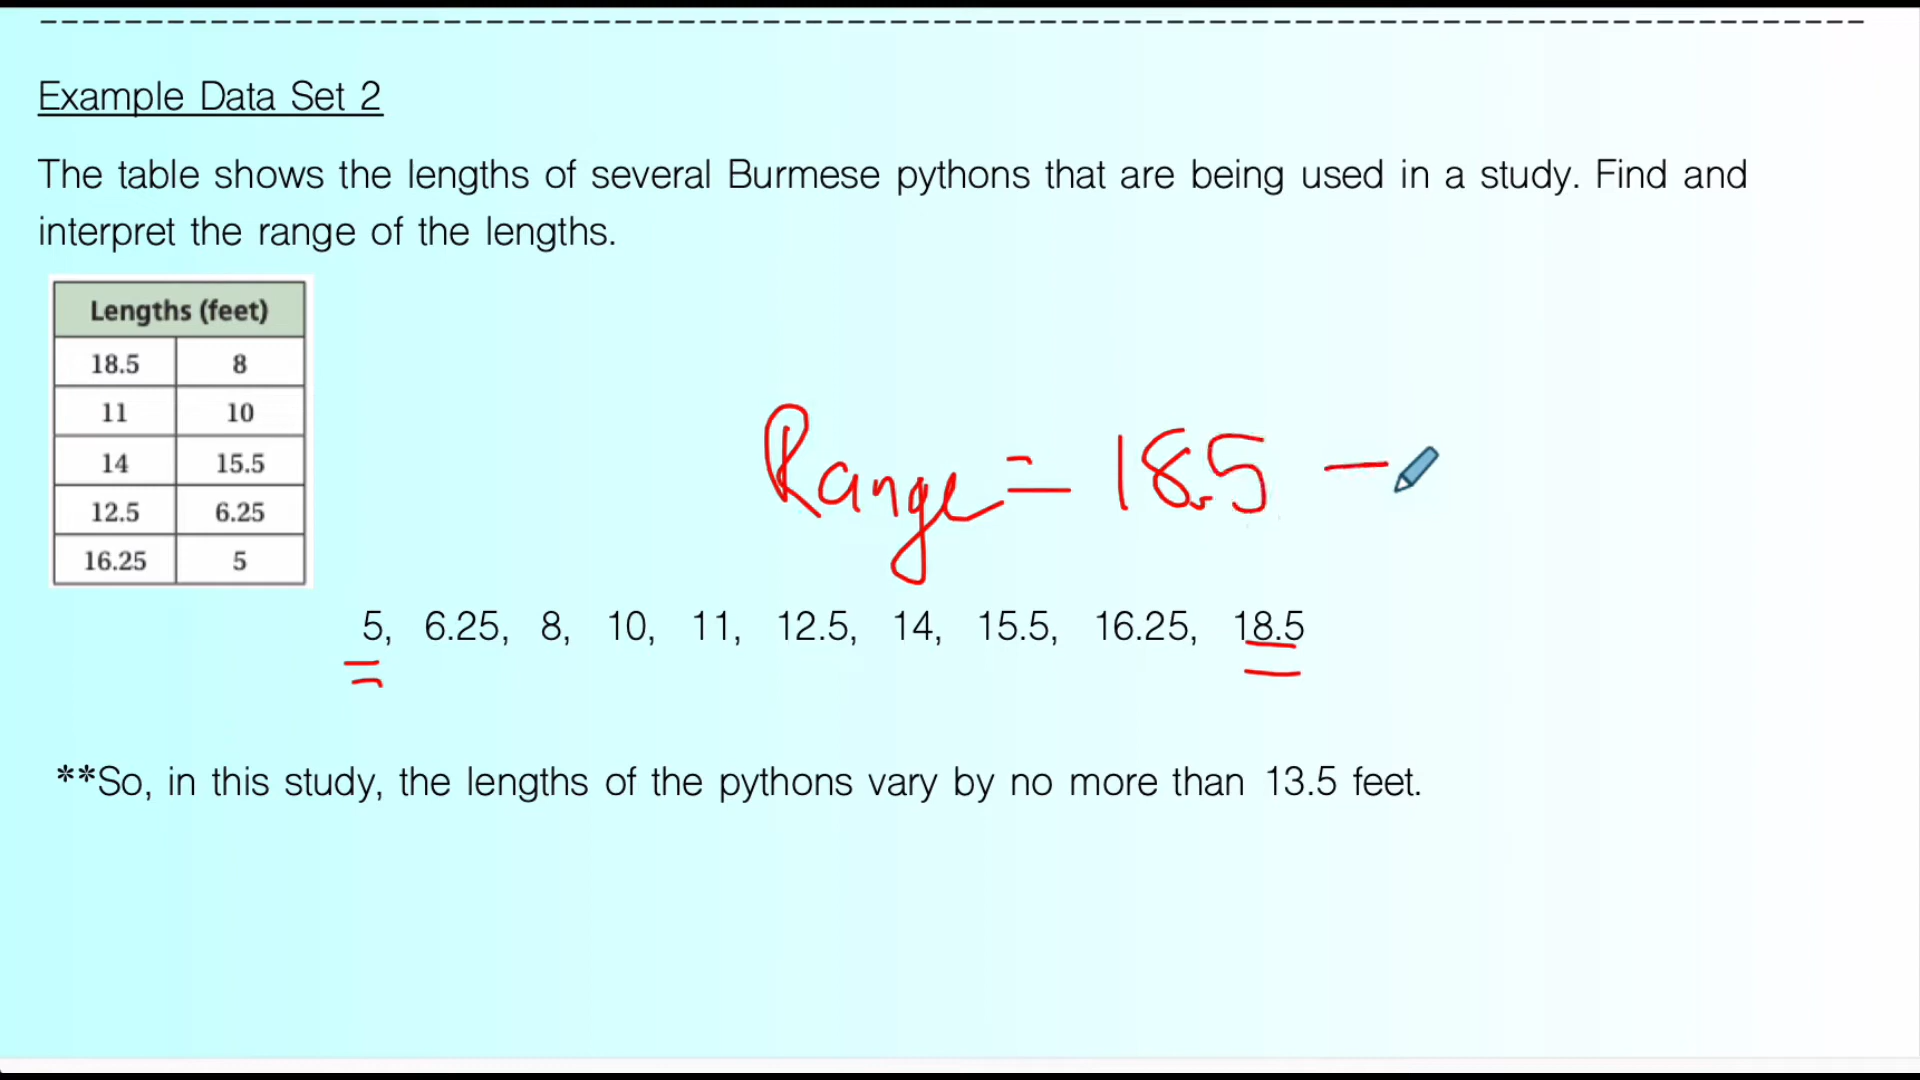 Example Data Set 2
The table shows the lengths of several Burmese pythons that are being used in a study. Find and
interpret the range of the lengths.
Lengths (feet)
18.5 8
11 10
14 15.5
12.5 6.25
16.25 5
Range = 18.5 —
5, 6.25, 8, 10, 11, 12.5, 14, 15.5, 16.25, 18.5
**So, in this study, the lengths of the pythons vary by no more than 13.5 feet.